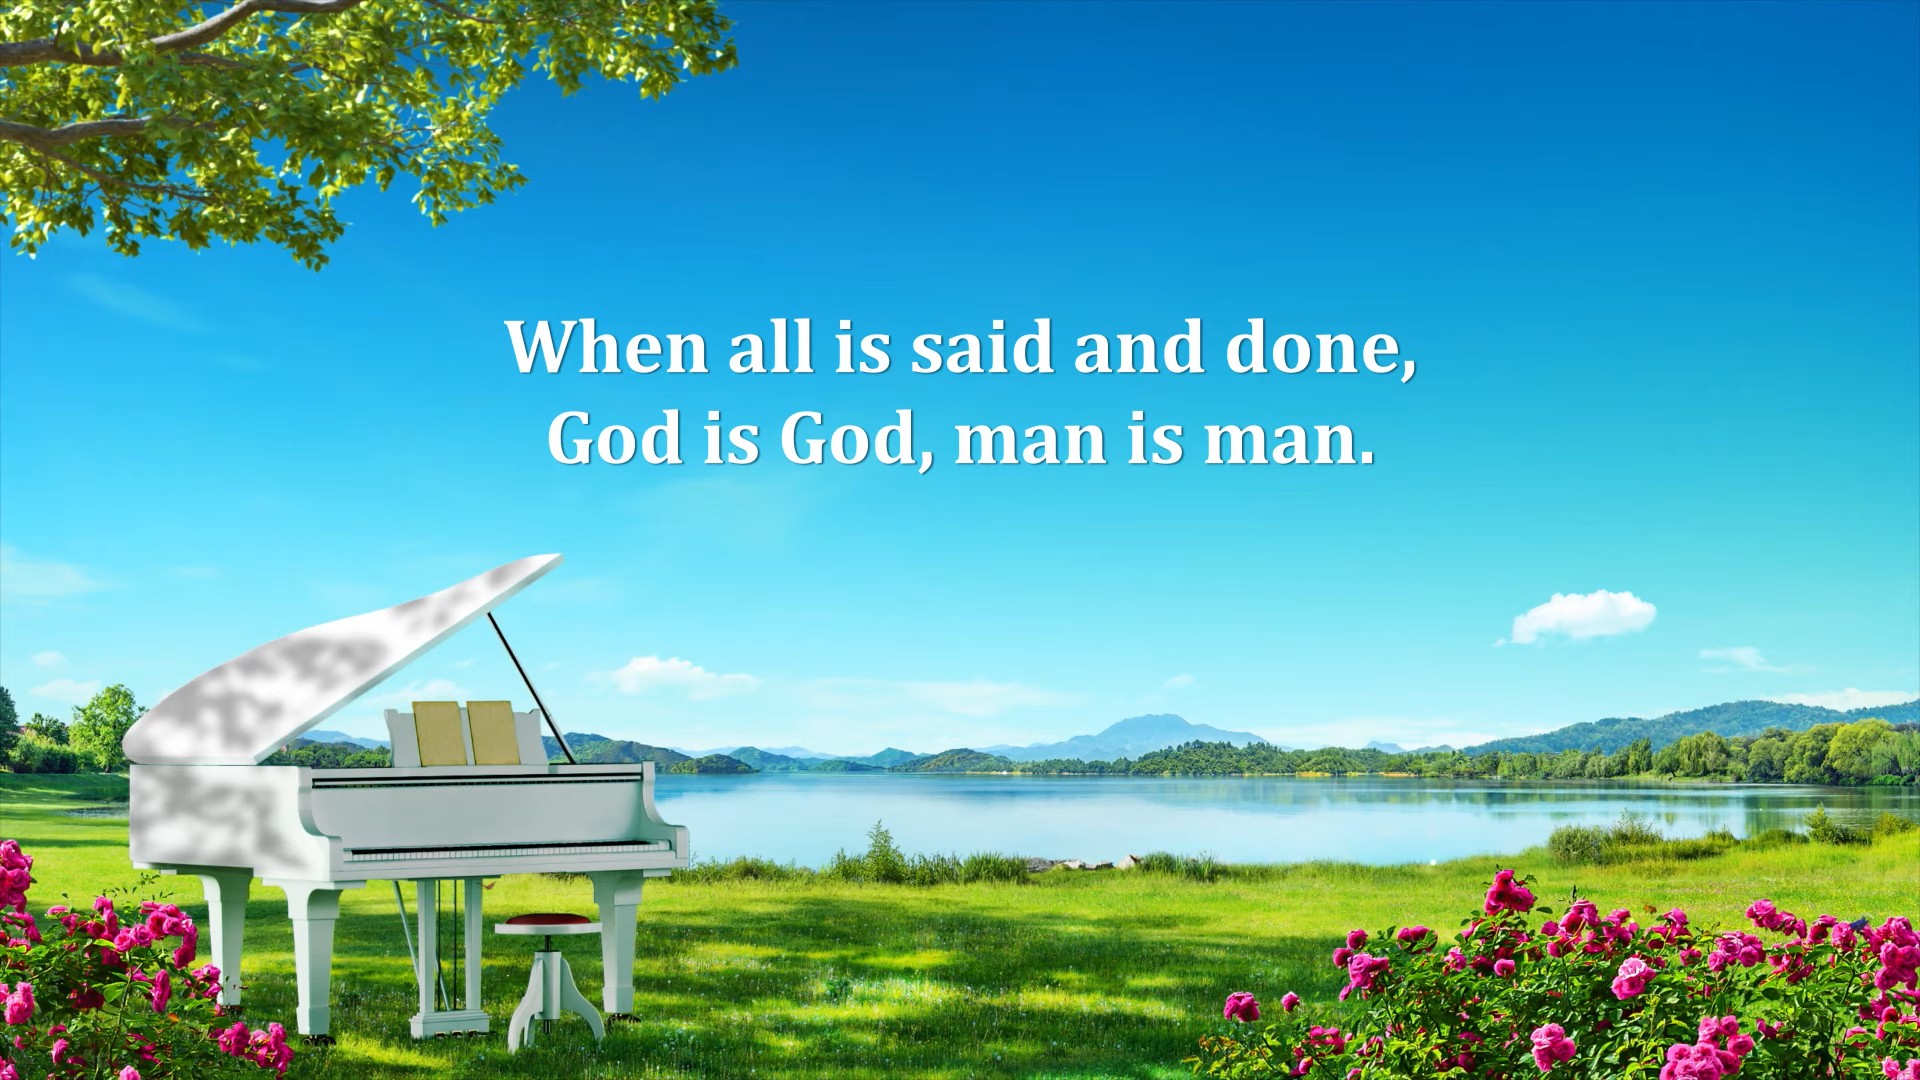 When all is said and done,
God is God, man is man.